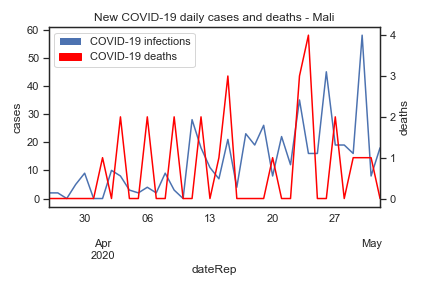 New COVID-19 daily cases and deaths - Mali
COVID-19 infections
COVID-19 deaths
cases
60
50
40
30
20
10
0
deaths
4
3
2
1
0
30 06 13 20 27
Apr May
2020
dateRep